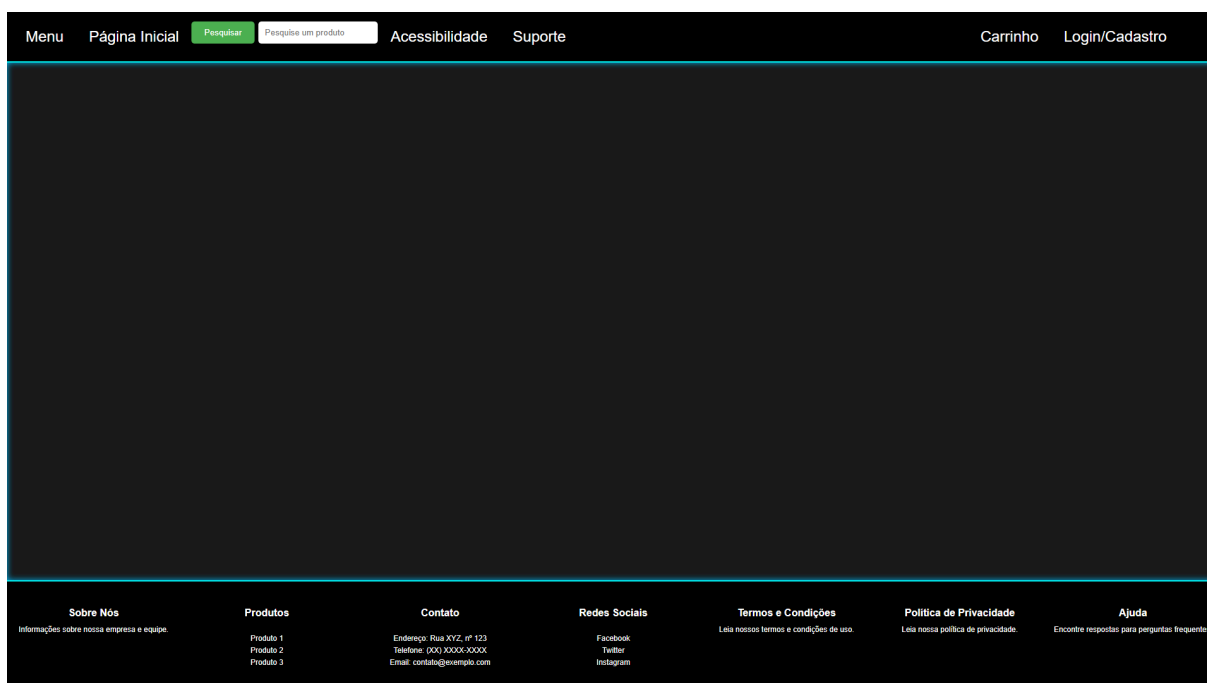 Menu Página Inicial Pesquisar Pesquise um produto Acessibilidade Suporte Carrinho Login/Cadastro
Sobre Nós
Informações sobre nossa empresa e equipe.
Produtos
Produto 1
Produto 2
Produto 3
Contato
Endereço: Rua XYZ, nº 123
Telefone: (XX) XXXX-XXXX
Email: contato@exemplo.com
Redes Sociais
Facebook
Twitter
Instagram
Termos e Condições
Leia nossos termos e condições de uso.
Política de Privacidade
Leia nossa política de privacidade.
Ajuda
Encontre respostas para perguntas frequente